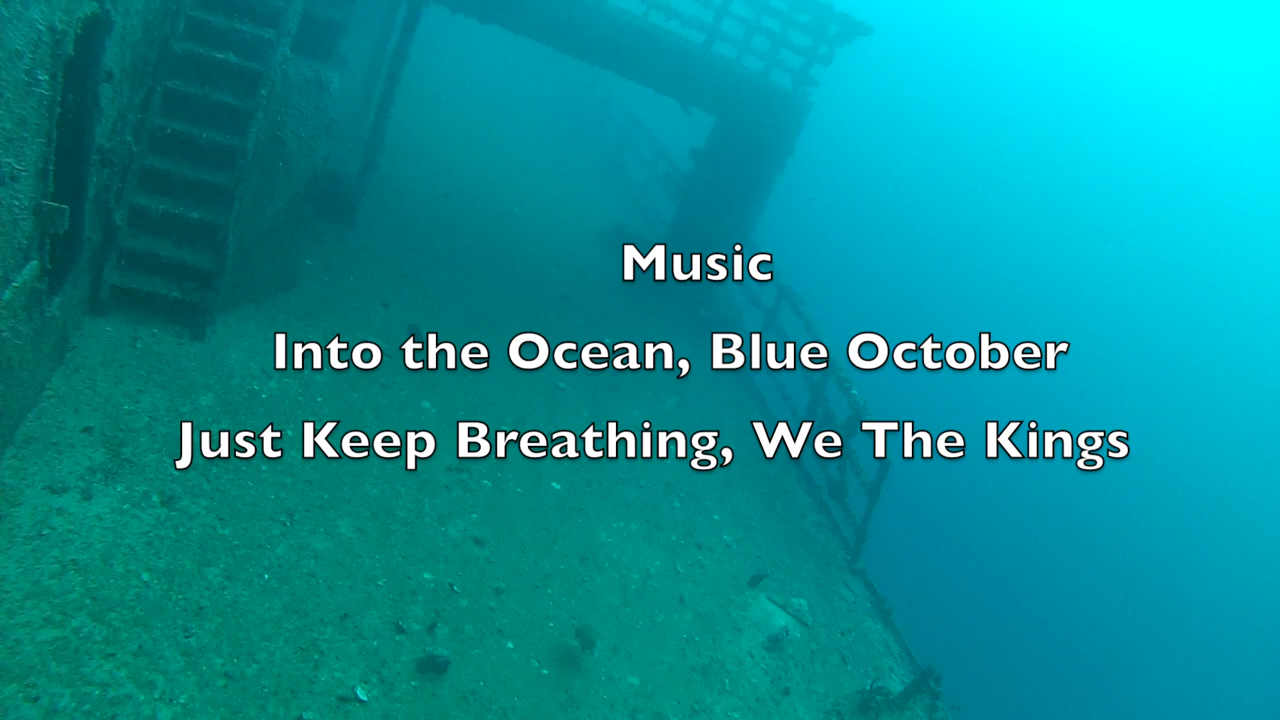 Music
Into the Ocean, Blue October
Just Keep Breathing, We The Kings